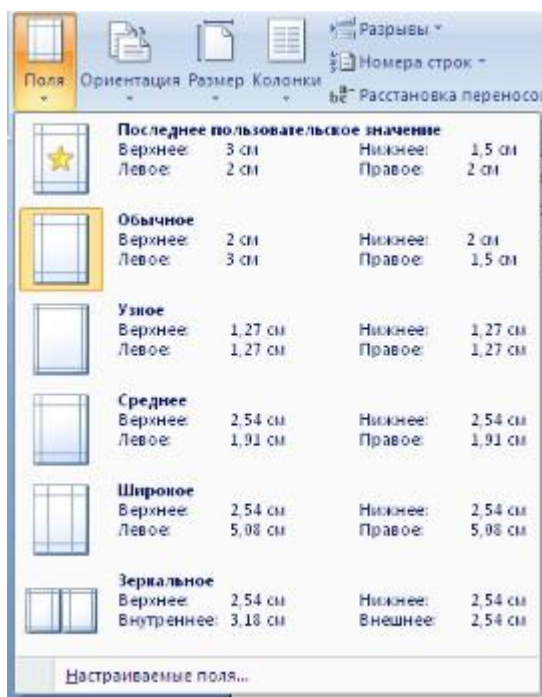 Поля Ориентация Размер Колонки
Разрывы
Номера строк
Расстановка переносо
Последнее пользовательское значение
Верхнее: 3 см Нижнее: 1,5 см
Левое: 2 см Правое: 2 см
Обычное
Верхнее: 2 см Нижнее: 2 см
Левое: 3 см Правое: 1,5 см
Узкое
Верхнее: 1,27 см Нижнее: 1,27 см
Левое: 1,27 см Правое: 1,27 см
Среднее
Верхнее: 2,54 см Нижнее: 2,54 см
Левое: 1,91 см Правое: 1,91 см
Широкое
Верхнее: 2,54 см Нижнее: 2,54 см
Левое: 5,08 см Правое: 5,08 см
Зеркальное
Верхнее: 2,54 см Нижнее: 2,54 см
Внутреннее: 3,18 см Внешнее: 2,54 см
Настраиваемые поля...